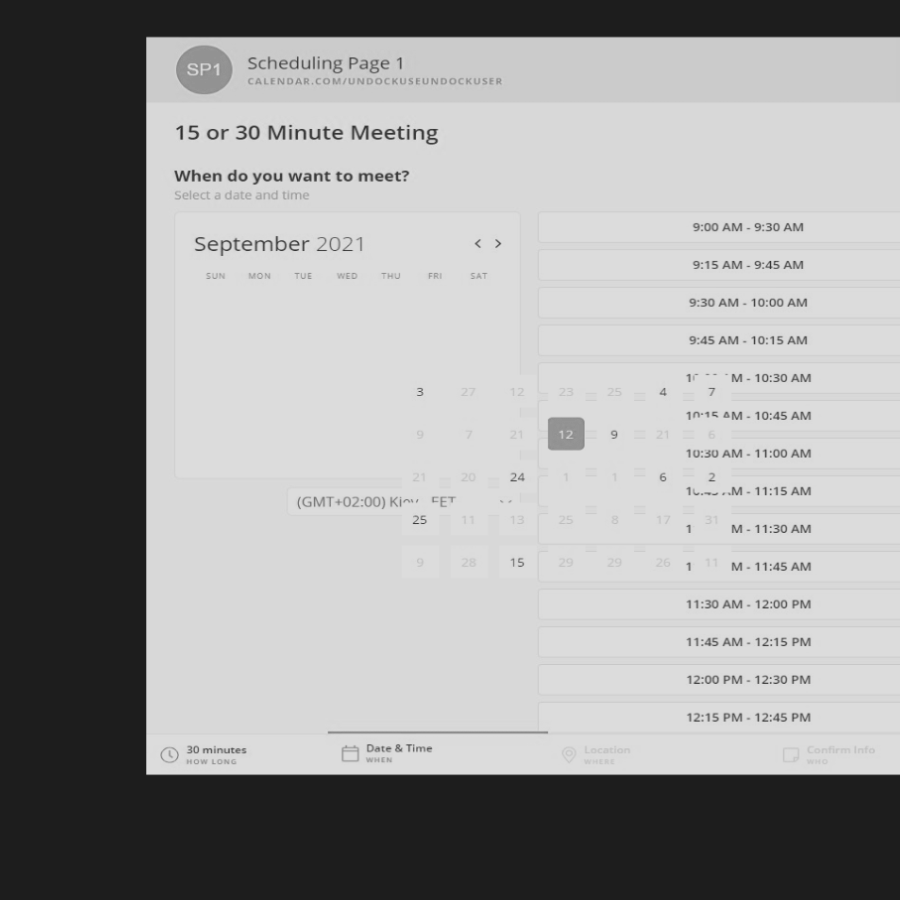 SP1
Scheduling Page 1
CALENDAR.COM/UNDOCKUSEUNDOCKUSER
15 or 30 Minute Meeting
When do you want to meet?
Select a date and time
September 2021 < >
SUN MON TUE WED THU FRI SAT
9:00 AM - 9:30 AM
9:15 AM - 9:45 AM
9:30 AM - 10:00 AM
9:45 AM - 10:15 AM
M - 10:30 AM
3 27 12 23 25 4 7
10:15 AM - 10:45 AM
9 7 21 12 9 21 6
10:30 AM - 11:00 AM
21 20 24 1 1 6 2
M - 11:15 AM
(GMT+02:00) EET
25 11 13 25 8 17 31
M - 11:30 AM
9 28 15 29 29 26 11
M - 11:45 AM
11:30 AM - 12:00 PM
11:45 AM - 12:15 PM
12:00 PM - 12:30 PM
12:15 PM - 12:45 PM
30 minutes
HOW LONG
Date & Time
WHEN
Location
WHERE
Confirm Info
WHO